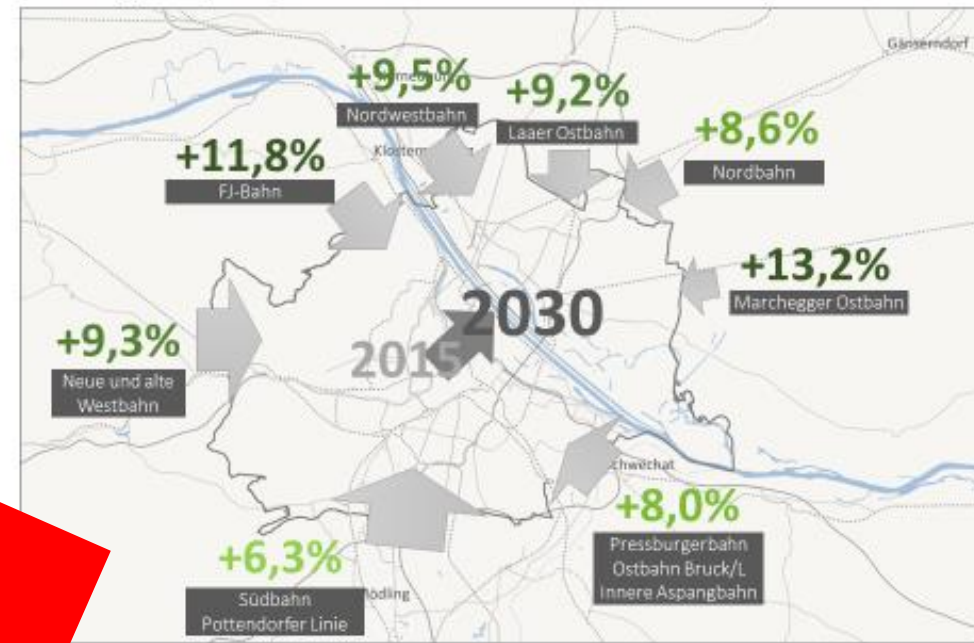 Gänserndorf
+9,5%
Nordwestbahn
+9,2%
Laaer Ostbahn
+8,6%
Nordbahn
+11,8%
FJ-Bahn
+13,2%
Marchegger Ostbahn
2030
2015
+9,3%
Neue und alte
Westbahn
+8,0%
Pressburgerbahn
Ostbahn Bruck/L
Innere Aspangbahn
+6,3%
Südbahn
Pottendorfer Linie